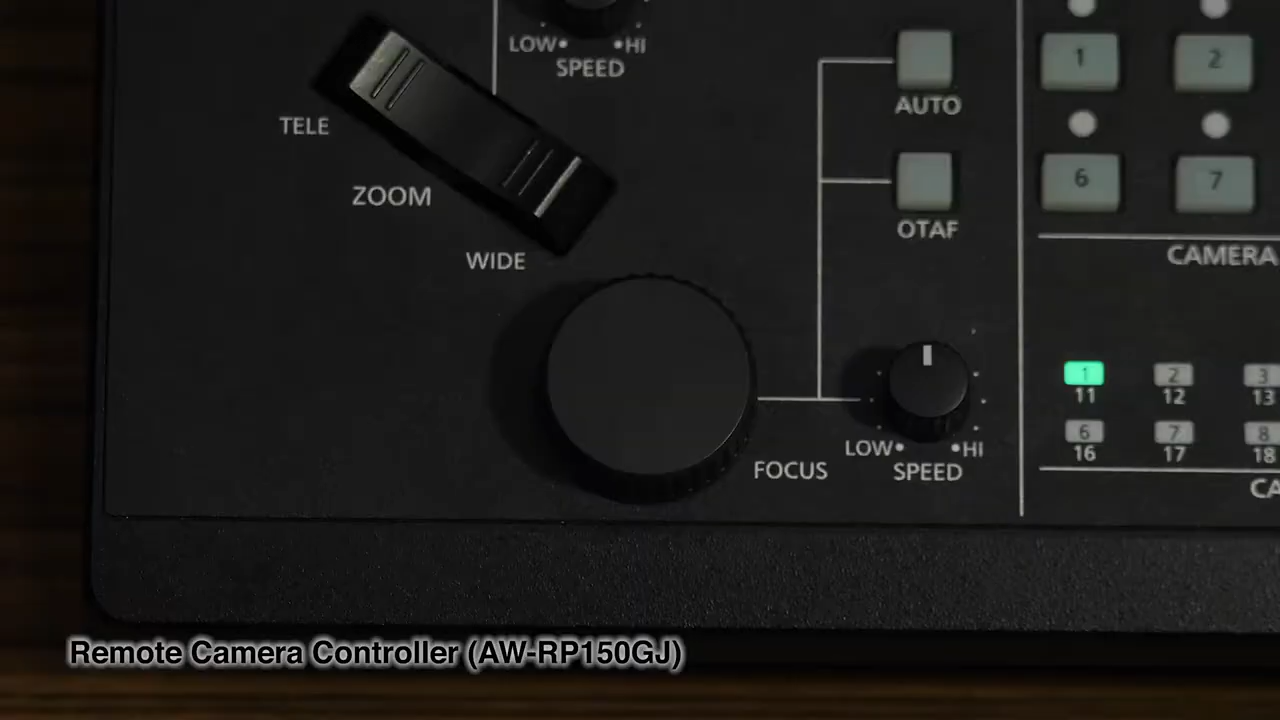 LOW• •HI
SPEED
TELE
ZOOM
WIDE
AUTO
OTAF
1 2
6 7
CAMERA
FOCUS
LOW• •HI
SPEED
1 2 3
11 12 13
6 7 8
16 17 18
CA
Remote Camera Controller (AW-RP150GJ)